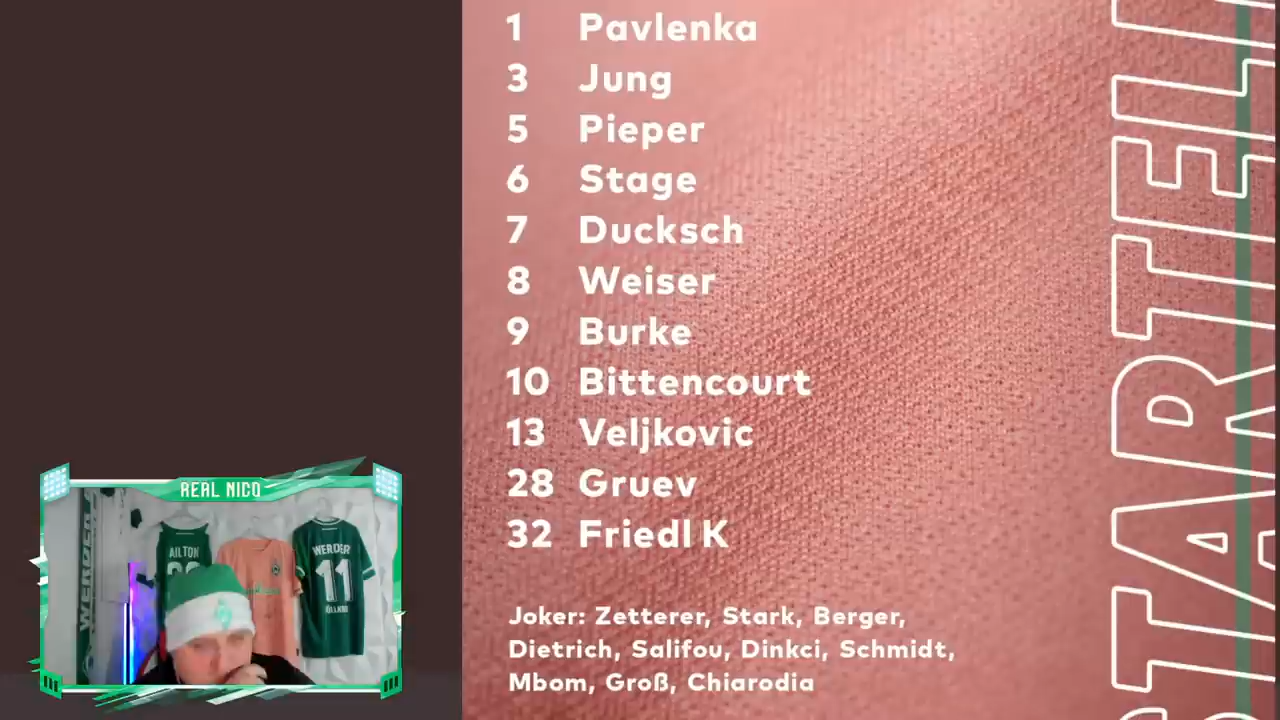 1 Pavlenka
3 Jung
5 Pieper
6 Stage
7 Ducksch
8 Weiser
9 Burke
10 Bittencourt
13 Veljkovic
28 Gruev
32 Friedl K
Joker: Zetterer, Stark, Berger,
Dietrich, Salifou, Dinkci, Schmidt,
Mbom, Groß, Chiarodia
STARTELF
REAL NICO
WERDER
AILTON
WERDER
11